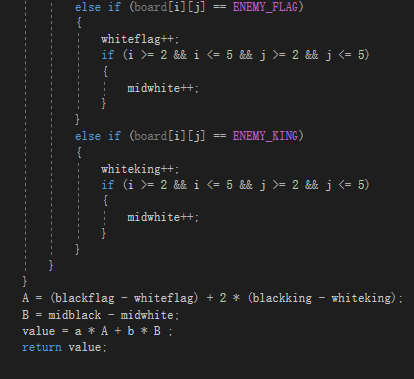 else if (board[i][j] == ENEMY_FLAG)
{
whiteflag++;
if (i >= 2 && i <= 5 && j >= 2 && j <= 5)
{
midwhite++;
}
}
else if (board[i][j] == ENEMY_KING)
{
whiteking++;
if (i >= 2 && i <= 5 && j >= 2 && j <= 5)
{
midwhite++;
}
}
}
}
A = (blackflag - whiteflag) + 2 * (blackking - whiteking);
B = midblack - midwhite;
value = a * A + b * B ;
return value;